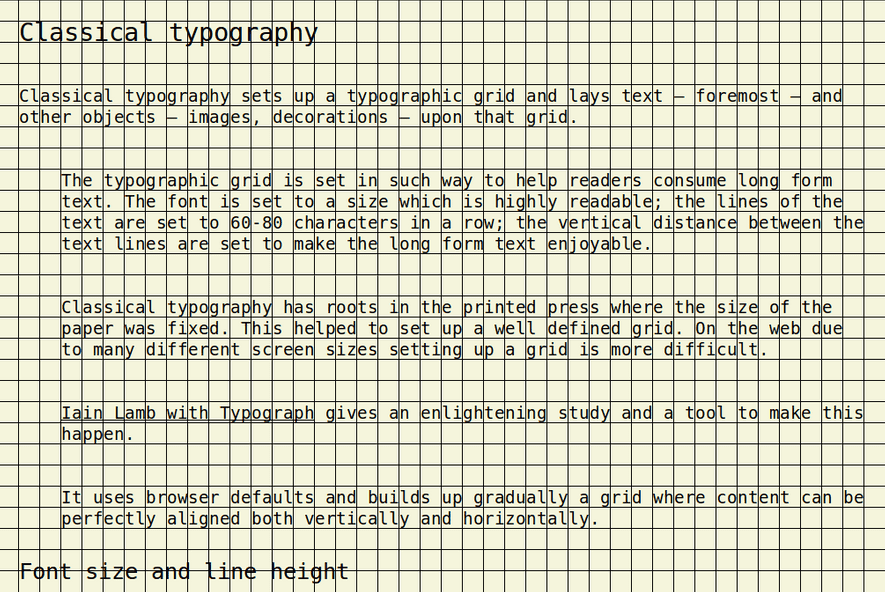 Classical typography
Classical typography sets up a typographic grid and lays text — foremost — and
other objects — images, decorations — upon that grid.
The typographic grid is set in such way to help readers consume long form
text. The font is set to a size which is highly readable; the lines of the
text are set to 60-80 characters in a row; the vertical distance between the
text lines are set to make the long form text enjoyable.
Classical typography has roots in the printed press where the size of the
paper was fixed. This helped to set up a well defined grid. On the web due
to many different screen sizes setting up a grid is more difficult.
Iain Lamb with Typograph gives an enlightening study and a tool to make this
happen.
It uses browser defaults and builds up gradually a grid where content can be
perfectly aligned both vertically and horizontally.
Font size and line height